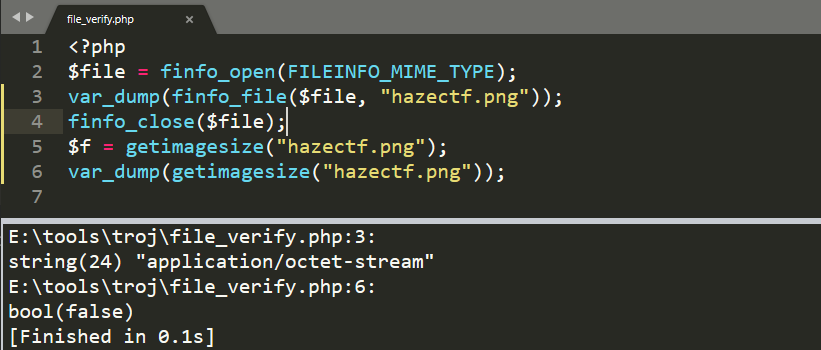 file_verify.php ×
1 <?php
2 $file = finfo_open(FILEINFO_MIME_TYPE);
3 var_dump(finfo_file($file, "hazectf.png"));
4 finfo_close($file);
5 $f = getimagesize("hazectf.png");
6 var_dump(getimagesize("hazectf.png"));
7
E:\tools\troj\file_verify.php:3:
string(24) "application/octet-stream"
E:\tools\troj\file_verify.php:6:
bool(false)
[Finished in 0.1s]